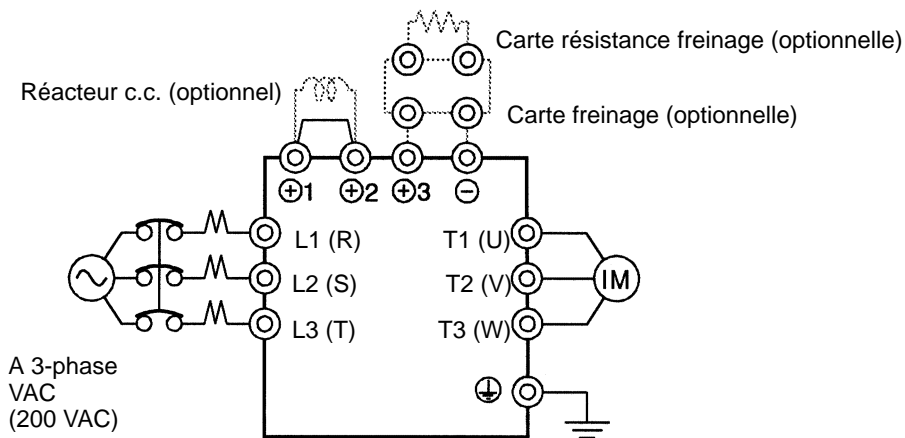 Carte résistance freinage (optionnelle)
Réacteur c.c. (optionnel)
Carte freinage (optionnelle)
⊕1 ⊕2 ⊕3 ⊖
L1 (R) T1 (U)
L2 (S) T2 (V) IM
L3 (T) T3 (W)
A 3-phase
VAC
(200 VAC)